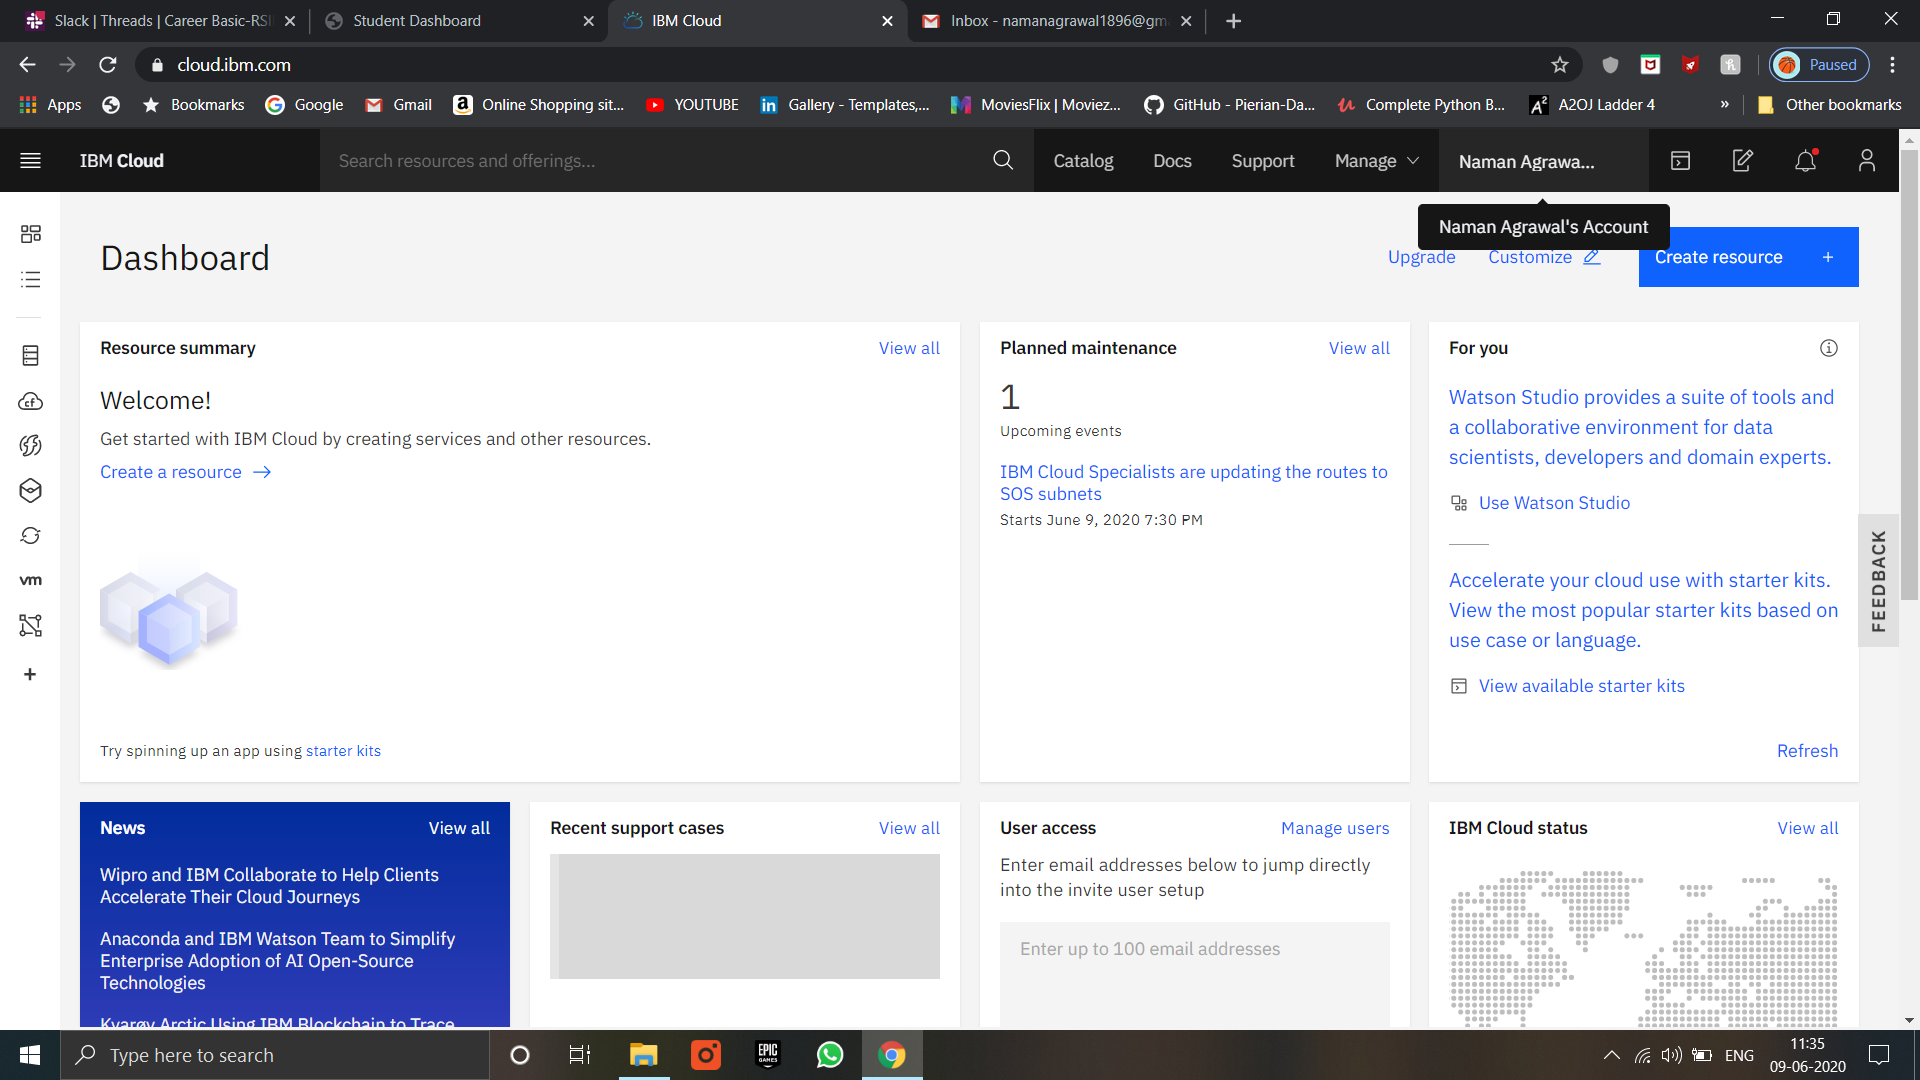 Slack | Threads | Career Basic-RSI
Student Dashboard
IBM Cloud
Inbox - namanagrawal1896@gm
cloud.ibm.com
Paused
Apps
Bookmarks
Google
Gmail
Online Shopping sit...
YOUTUBE
Gallery - Templates,...
MoviesFlix | Moviez...
GitHub - Pierian-Da...
Complete Python B...
A2OJ Ladder 4
»
Other bookmarks
IBM Cloud
Search resources and offerings...
Catalog
Docs
Support
Manage
Naman Agrawa...
Naman Agrawal's Account
Dashboard
Upgrade
Customize
Create resource +
Resource summary
View all
Welcome!
Get started with IBM Cloud by creating services and other resources.
Create a resource →
Try spinning up an app using starter kits
Planned maintenance
View all
1
Upcoming events
IBM Cloud Specialists are updating the routes to
SOS subnets
Starts June 9, 2020 7:30 PM
For you
Watson Studio provides a suite of tools and
a collaborative environment for data
scientists, developers and domain experts.
Use Watson Studio
Accelerate your cloud use with starter kits.
View the most popular starter kits based on
use case or language.
View available starter kits
Refresh
FEEDBACK
cf
vm
News
View all
Wipro and IBM Collaborate to Help Clients
Accelerate Their Cloud Journeys
Anaconda and IBM Watson Team to Simplify
Enterprise Adoption of AI Open-Source
Technologies
Kvarøy Arctic Using IBM Blockchain to Trace
Recent support cases
View all
User access
Manage users
Enter email addresses below to jump directly
into the invite user setup
Enter up to 100 email addresses
IBM Cloud status
View all
Type here to search
EPIC
GAMES
ENG
11:35
09-06-2020